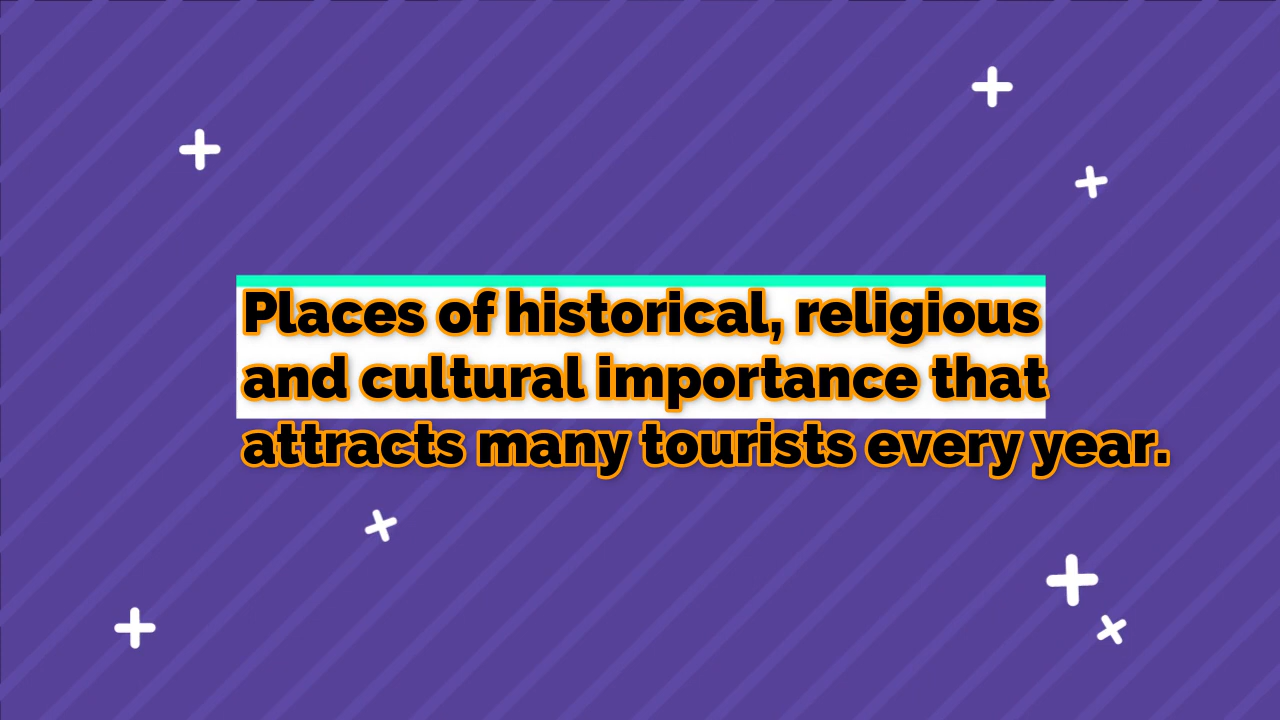 Places of historical, religious
and cultural importance that
attracts many tourists every year.